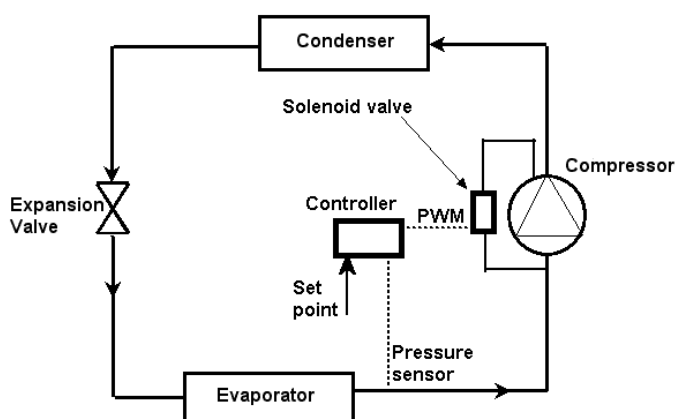 Condenser
Solenoid valve
Compressor
Expansion
Valve
Controller
PWM
Set
point
Pressure
sensor
Evaporator